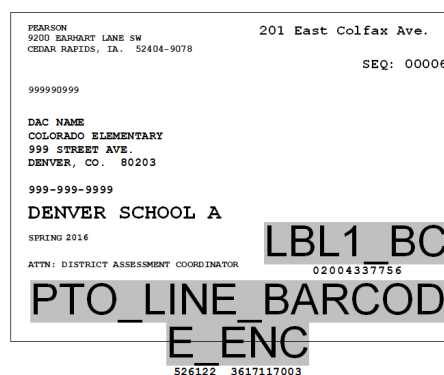 PEARSON
9200 EARHART LANE SW
CEDAR RAPIDS, IA. 52404-9078
201 East Colfax Ave.
SEQ: 00006
999990999
DAC NAME
COLORADO ELEMENTARY
999 STREET AVE.
DENVER, CO. 80203
999-999-9999
DENVER SCHOOL A
SPRING 2016
LBL1_BC
ATTN: DISTRICT ASSESSMENT COORDINATOR
02004337756
PTO_LINE_BARCOD
E_ENC
526122 3617117003